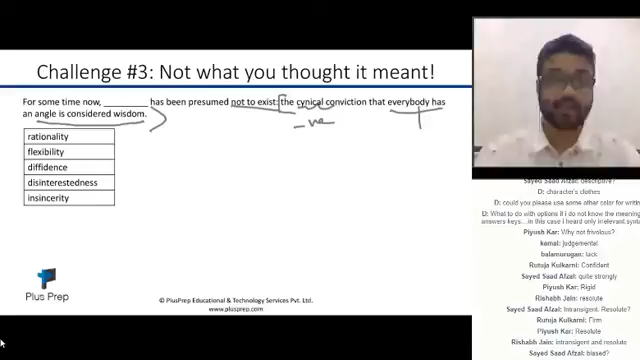 Challenge #3: Not what you thought it meant!
For some time now, ________ has been presumed not to exist: the cynical conviction that everybody has
an angle is considered wisdom.
-ve
rationality
flexibility
diffidence
disinterestedness
insincerity
Plus Prep
© PlusPrep Educational & Technology Services Pvt. Ltd.
www.plusprep.com
Sayed Saad Afzal: descriptive?
D: character's clothes
D: could you please use some other color for writing
D: What to do with options if i do not know the meaning
answers keys...in this case i heard only irrelevant synta
Piyush Kar: Why not frivolous?
kamal: judgemental
balamurugan: lack
Rutuja Kulkarni: Confident
Sayed Saad Afzal: quite strongly
Piyush Kar: Rigid
Rishabh Jain: resolute
Sayed Saad Afzal: Intransigent. Resolute?
Rutuja Kulkarni: Firm
Piyush Kar: Resolute
Rishabh Jain: intransigent and resolute
Sayed Saad Afzal: biased?